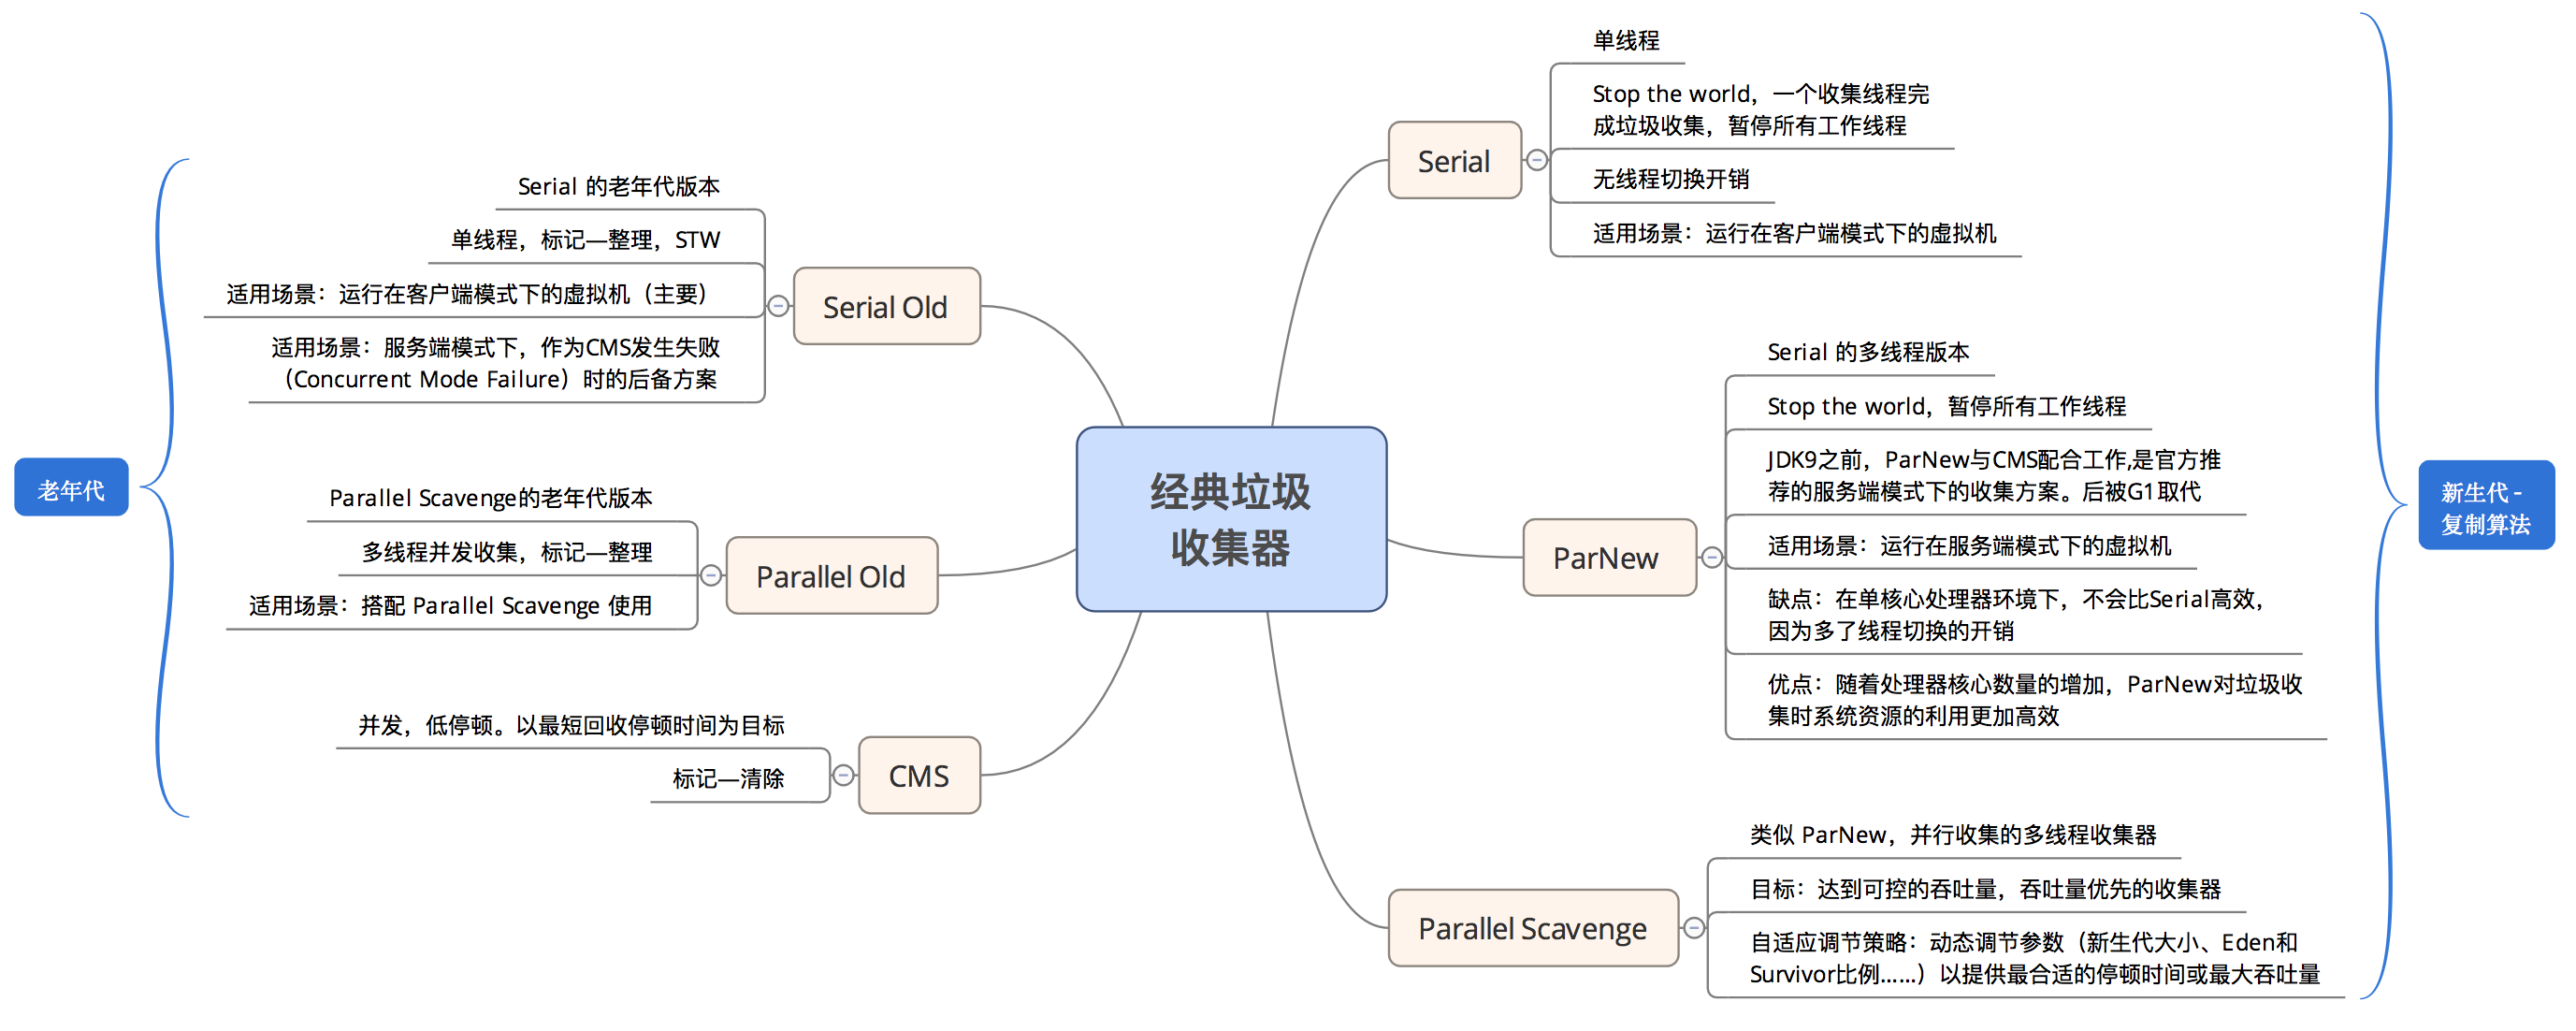 经典垃圾
收集器
Serial
单线程
Stop the world，一个收集线程完
成垃圾收集，暂停所有工作线程
无线程切换开销
适用场景：运行在客户端模式下的虚拟机
ParNew
Serial 的多线程版本
Stop the world，暂停所有工作线程
JDK9之前，ParNew与CMS配合工作,是官方推
荐的服务端模式下的收集方案。后被G1取代
适用场景：运行在服务端模式下的虚拟机
缺点：在单核心处理器环境下，不会比Serial高效，
因为多了线程切换的开销
优点：随着处理器核心数量的增加，ParNew对垃圾收
集时系统资源的利用更加高效
Parallel Scavenge
类似 ParNew，并行收集的多线程收集器
目标：达到可控的吞吐量，吞吐量优先的收集器
自适应调节策略：动态调节参数（新生代大小、Eden和
Survivor比例……）以提供最合适的停顿时间或最大吞吐量
新生代 -
复制算法
Serial Old
Serial 的老年代版本
单线程，标记—整理，STW
适用场景：运行在客户端模式下的虚拟机（主要）
适用场景：服务端模式下，作为CMS发生失败
（Concurrent Mode Failure）时的后备方案
Parallel Old
Parallel Scavenge的老年代版本
多线程并发收集，标记—整理
适用场景：搭配 Parallel Scavenge 使用
CMS
并发，低停顿。以最短回收停顿时间为目标
标记—清除
老年代